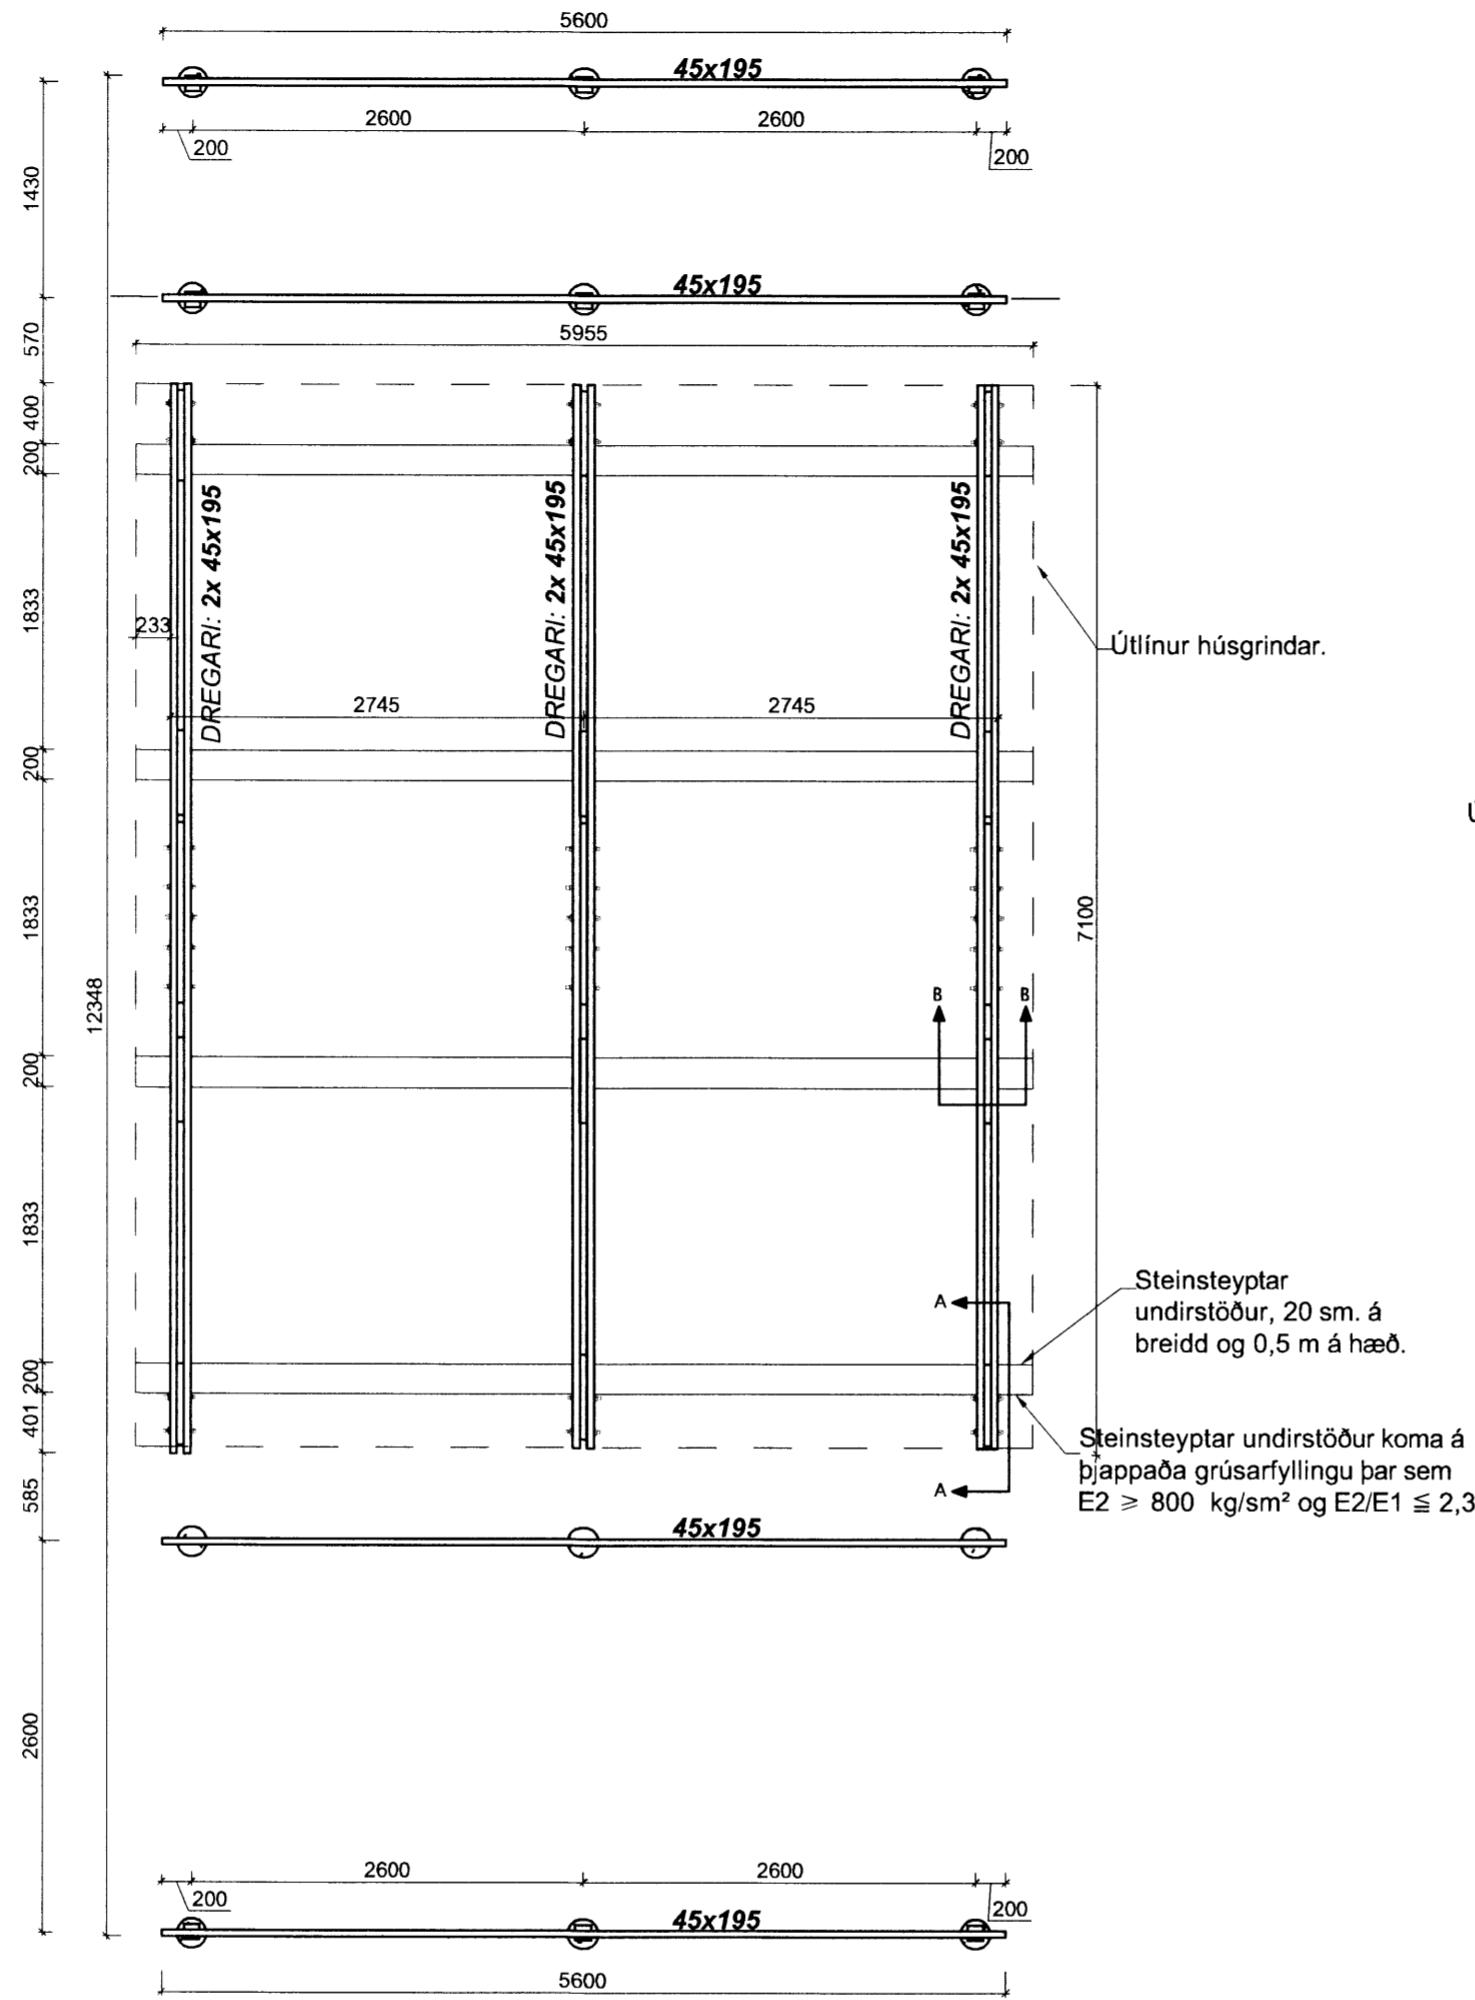 5600
45x195
2600
2600
200
200
1430
45x195
570
5955
400
200
DREGARI: 2x 45x195
DREGARI: 2x 45x195
DREGARI: 2x 45x195
1833
233
Útlínur húsgrindar.
2745
2745
200
Ú
1833
7100
12348
B
B
200
1833
A
Steinsteyptar
undirstöður, 20 sm. á
breidd og 0,5 m á hæð.
200
401
Steinsteyptar undirstöður koma á
þjappaða grúsarfyllingu þar sem
E2 ≥ 800 kg/sm² og E2/E1 ≦ 2,3
A
585
45x195
2600
2600
2600
200
200
45x195
5600